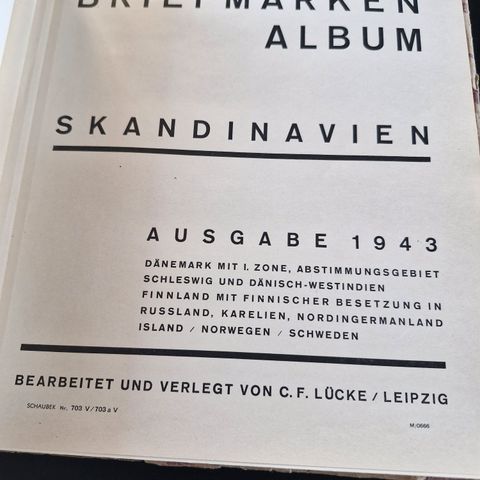 BRIEFMARKEN
ALBUM
SKANDINAVIEN
AUSGABE 1943
DÄNEMARK MIT I. ZONE, ABSTIMMUNGSGEBIET
SCHLESWIG UND DÄNISCH-WESTINDIEN
FINNLAND MIT FINNISCHER BESETZUNG IN
RUSSLAND, KARELIEN, NORDINGERMANLAND
ISLAND / NORWEGEN / SCHWEDEN
BEARBEITET UND VERLEGT VON C. F. LÜCKE / LEIPZIG
SCHAUBEK Nr. 703 V/703 a V
M/0666